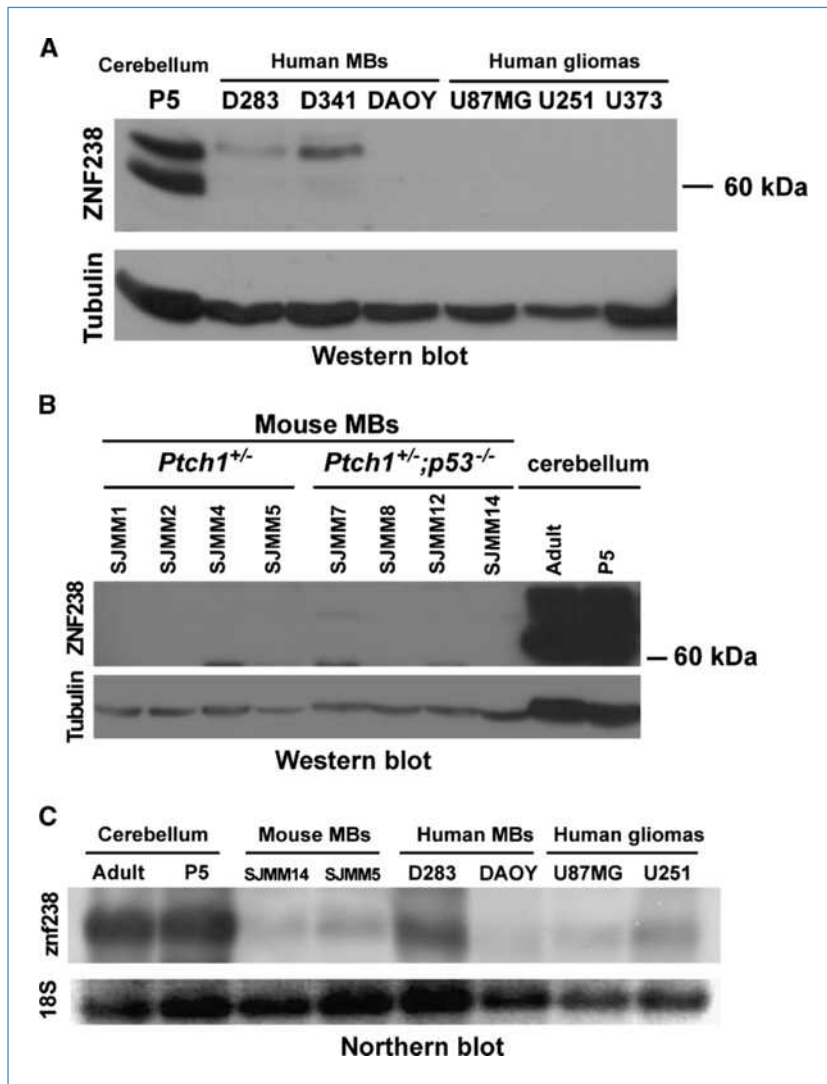 A
Cerebellum Human MBs Human gliomas
P5 D283 D341 DAOY U87MG U251 U373
ZNF238
60 kDa
Tubulin
Western blot
B
Mouse MBs
Ptch1+/- Ptch1+/-;p53-/- cerebellum
SJMM1 SJMM2 SJMM4 SJMM5 SJMM7 SJMM8 SJMM12 SJMM14 Adult P5
ZNF238
60 kDa
Tubulin
Western blot
C
Cerebellum Mouse MBs Human MBs Human gliomas
Adult P5 SJMM14 SJMM5 D283 DAOY U87MG U251
znf238
18S
Northern blot